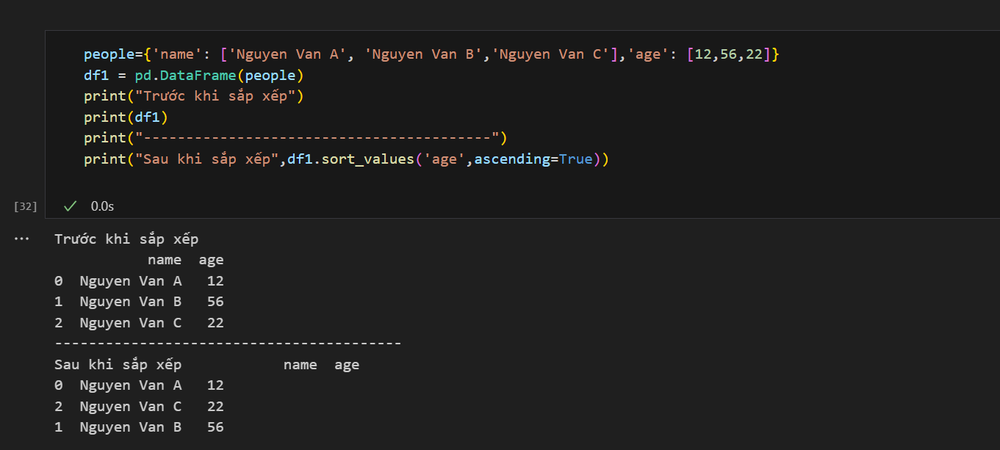 people={'name': ['Nguyen Van A', 'Nguyen Van B','Nguyen Van C'],'age': [12,56,22]}
df1 = pd.DataFrame(people)
print("Trước khi sắp xếp")
print(df1)
print("-----------------------------------------")
print("Sau khi sắp xếp",df1.sort_values('age',ascending=True))
[32] ✓ 0.0s
... Trước khi sắp xếp
           name  age
0  Nguyen Van A   12
1  Nguyen Van B   56
2  Nguyen Van C   22
-----------------------------------------
Sau khi sắp xếp            name  age
0  Nguyen Van A   12
2  Nguyen Van C   22
1  Nguyen Van B   56